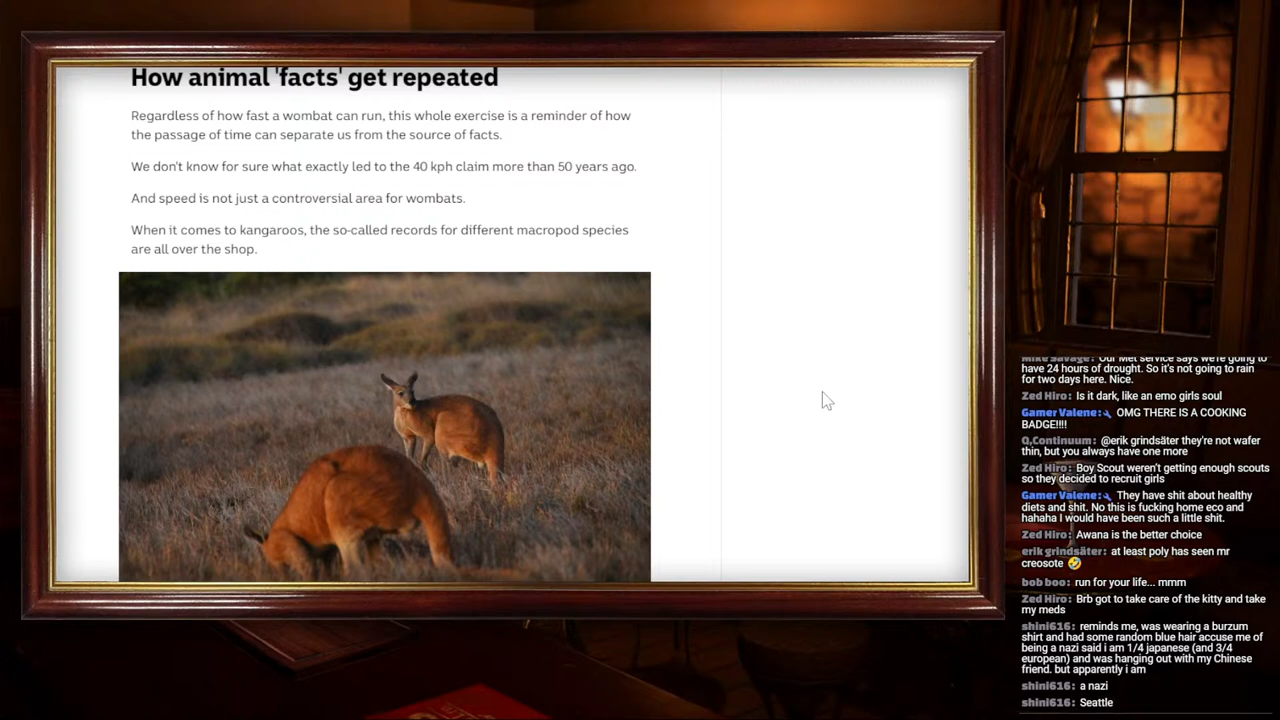 How animal 'facts' get repeated
Regardless of how fast a wombat can run, this whole exercise is a reminder of how
the passage of time can separate us from the source of facts.
We don't know for sure what exactly led to the 40 kph claim more than 50 years ago.
And speed is not just a controversial area for wombats.
When it comes to kangaroos, the so-called records for different macropod species
are all over the shop.
Mike Savage: Our Met service says we're going to
have 24 hours of drought. So it's not going to rain
for two days here. Nice.
Zed Hiro: Is it dark, like an emo girls soul
Gamer Valene: OMG THERE IS A COOKING
BADGE!!!!
Q,Continuum: @erik grindsäter they're not wafer
thin, but you always have one more
Zed Hiro: Boy Scout weren't getting enough scouts
so they decided to recruit girls
Gamer Valene: They have shit about healthy
diets and shit. No this is fucking home eco and
hahaha I would have been such a little shit.
Zed Hiro: Awana is the better choice
erik grindsäter: at least poly has seen mr
creosote 🤣
bob boo: run for your life... mmm
Zed Hiro: Brb got to take care of the kitty and take
my meds
shini616: reminds me, was wearing a burzum
shirt and had some random blue hair accuse me of
being a nazi said i am 1/4 japanese (and 3/4
european) and was hanging out with my Chinese
friend. but apparently i am
shini616: a nazi
shini616: Seattle